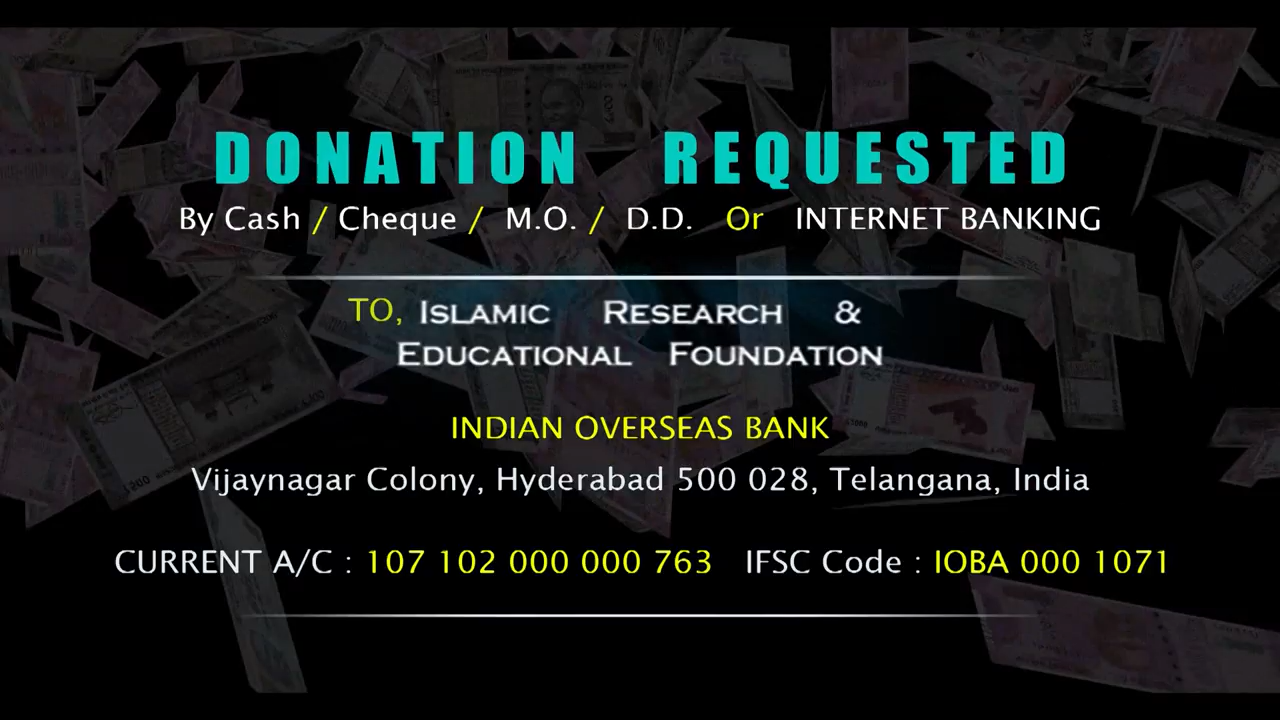 DONATION REQUESTED
By Cash / Cheque / M.O. / D.D. Or INTERNET BANKING
TO, ISLAMIC RESEARCH &
EDUCATIONAL FOUNDATION
INDIAN OVERSEAS BANK
Vijaynagar Colony, Hyderabad 500 028, Telangana, India
CURRENT A/C : 107 102 000 000 763 IFSC Code : IOBA 000 1071